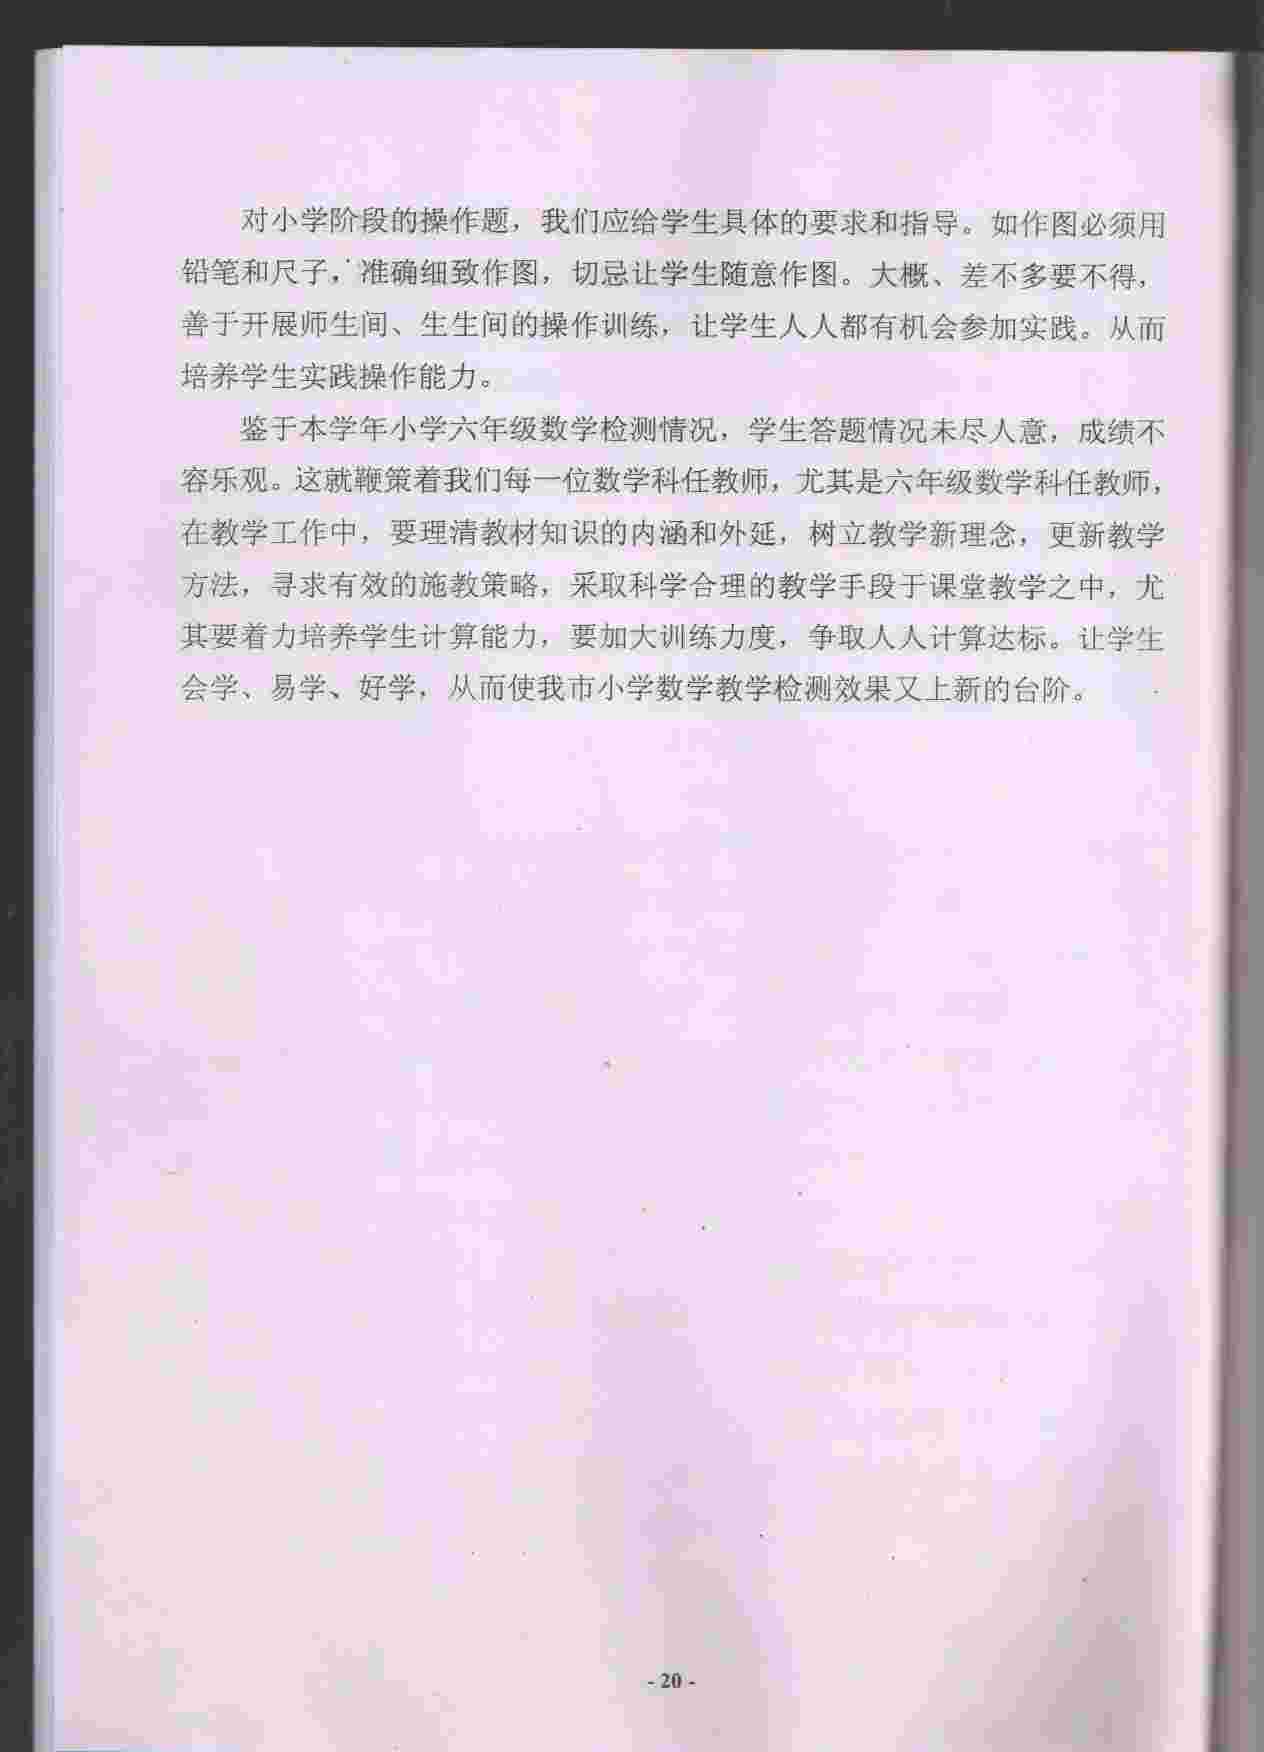 对小学阶段的操作题，我们应给学生具体的要求和指导。如作图必须用
铅笔和尺子，准确细致作图，切忌让学生随意作图。大概、差不多要不得，
善于开展师生间、生生间的操作训练，让学生人人都有机会参加实践。从而
培养学生实践操作能力。
鉴于本学年小学六年级数学检测情况，学生答题情况未尽人意，成绩不
容乐观。这就鞭策着我们每一位数学科任教师，尤其是六年级数学科任教师，
在教学工作中，要理清教材知识的内涵和外延，树立教学新理念，更新教学
方法，寻求有效的施教策略，采取科学合理的教学手段于课堂教学之中，尤
其要着力培养学生计算能力，要加大训练力度，争取人人计算达标。让学生
会学、易学、好学，从而使我市小学数学教学检测效果又上新的台阶。
- 20 -